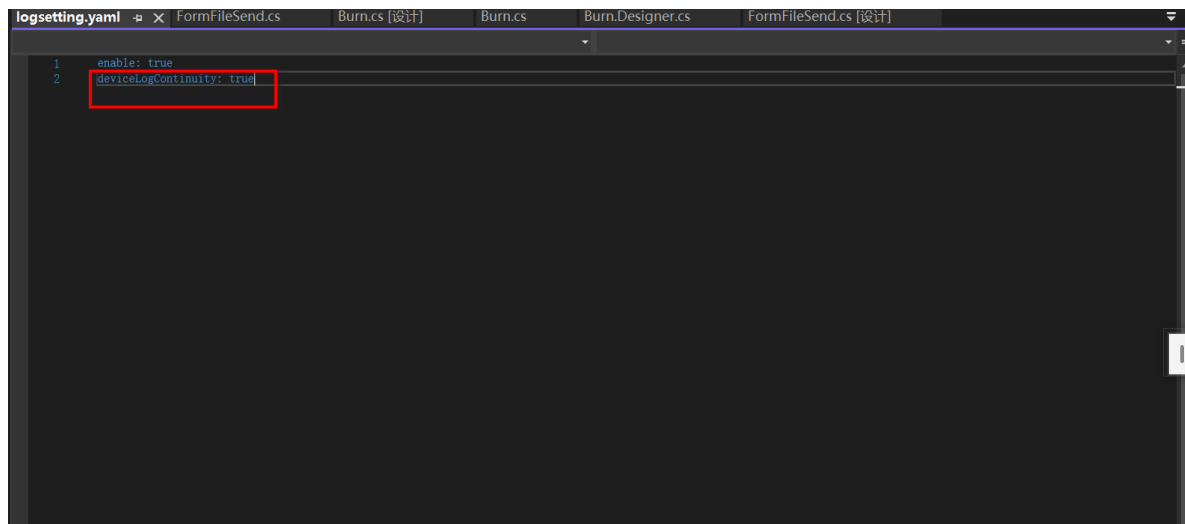 logsetting.yaml FormFileSend.cs Burn.cs [设计] Burn.cs Burn.Designer.cs FormFileSend.cs [设计]
1 enable: true
2 deviceLogContinuity: true